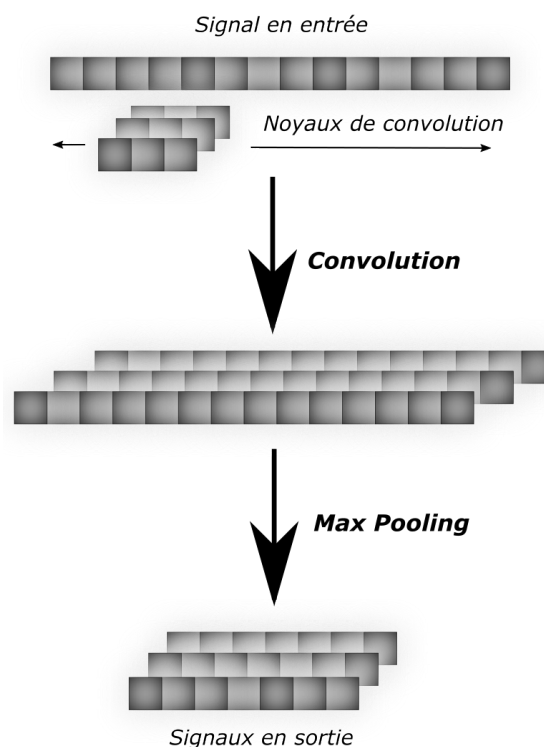 Signal en entrée
Noyaux de convolution
Convolution
Max Pooling
Signaux en sortie